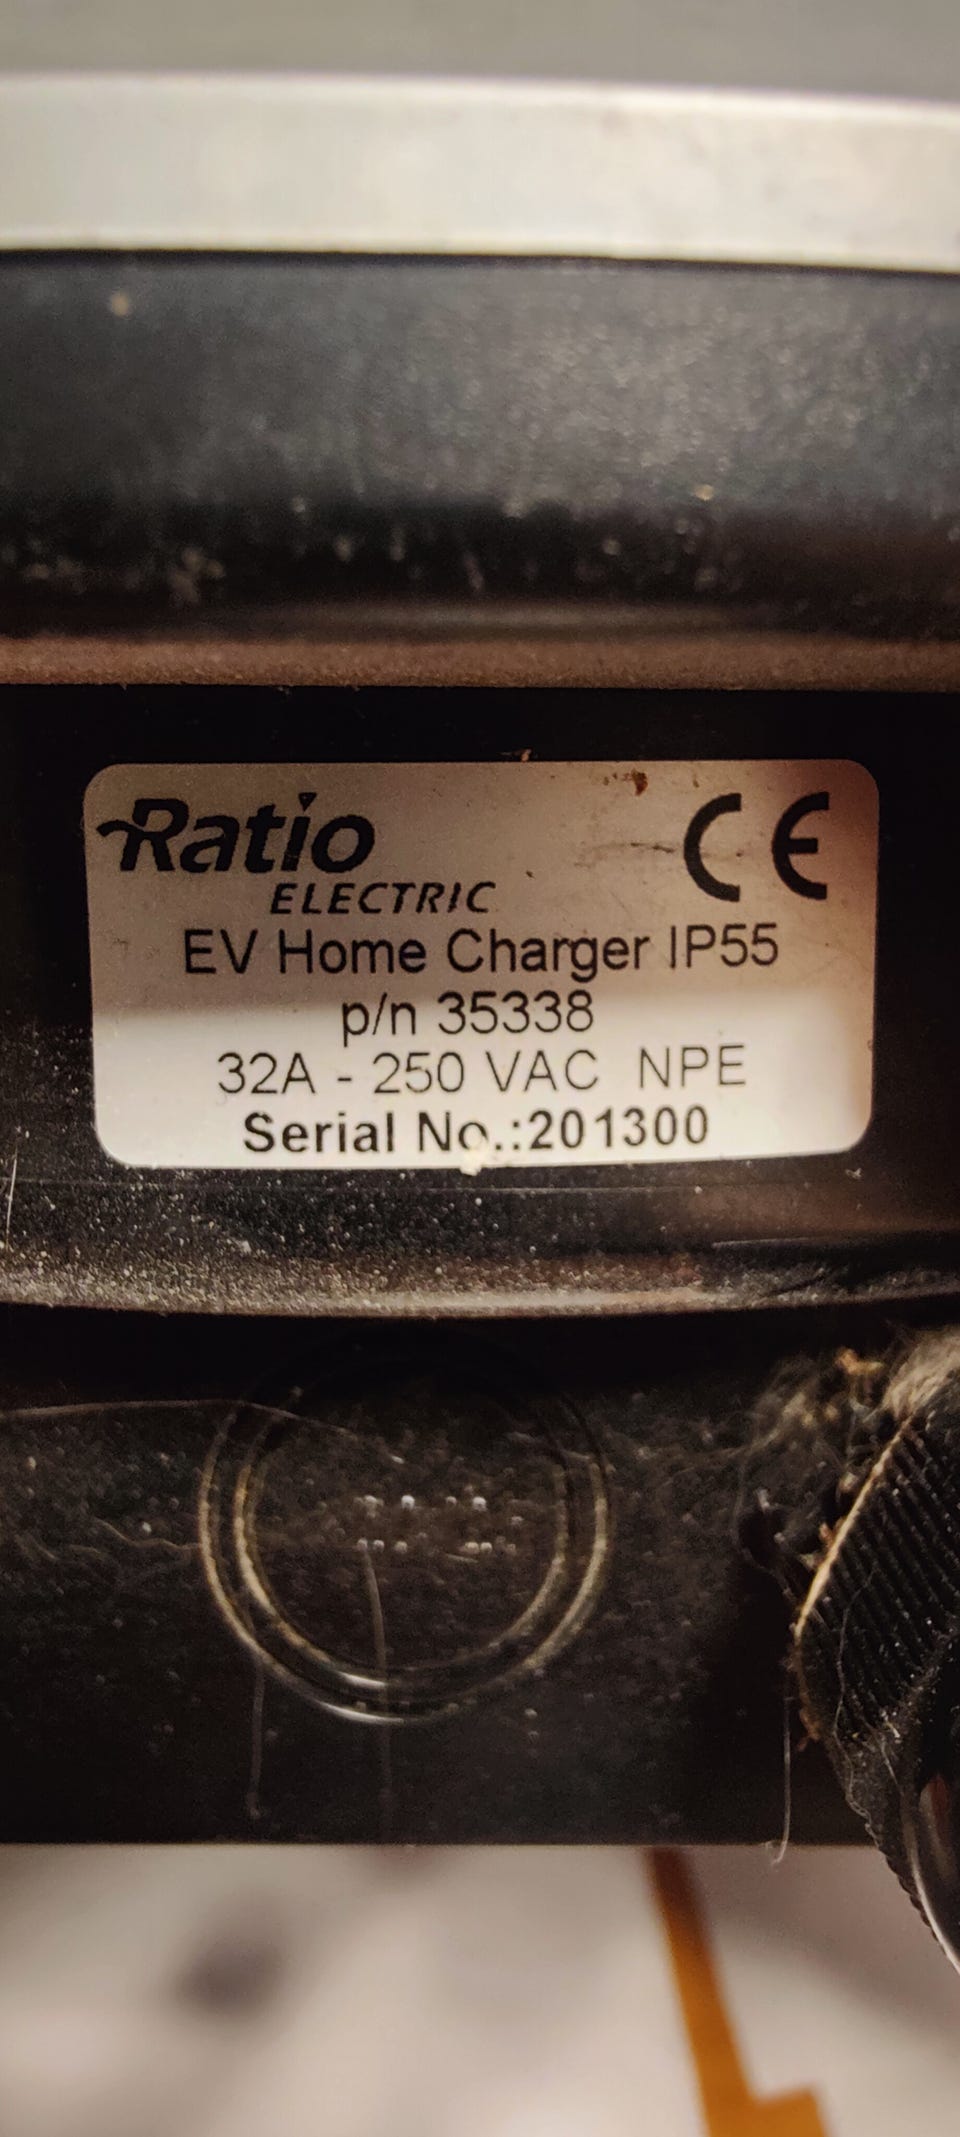 Ratio
ELECTRIC
CE
EV Home Charger IP55
p/n 35338
32A - 250 VAC NPE
Serial No.:201300